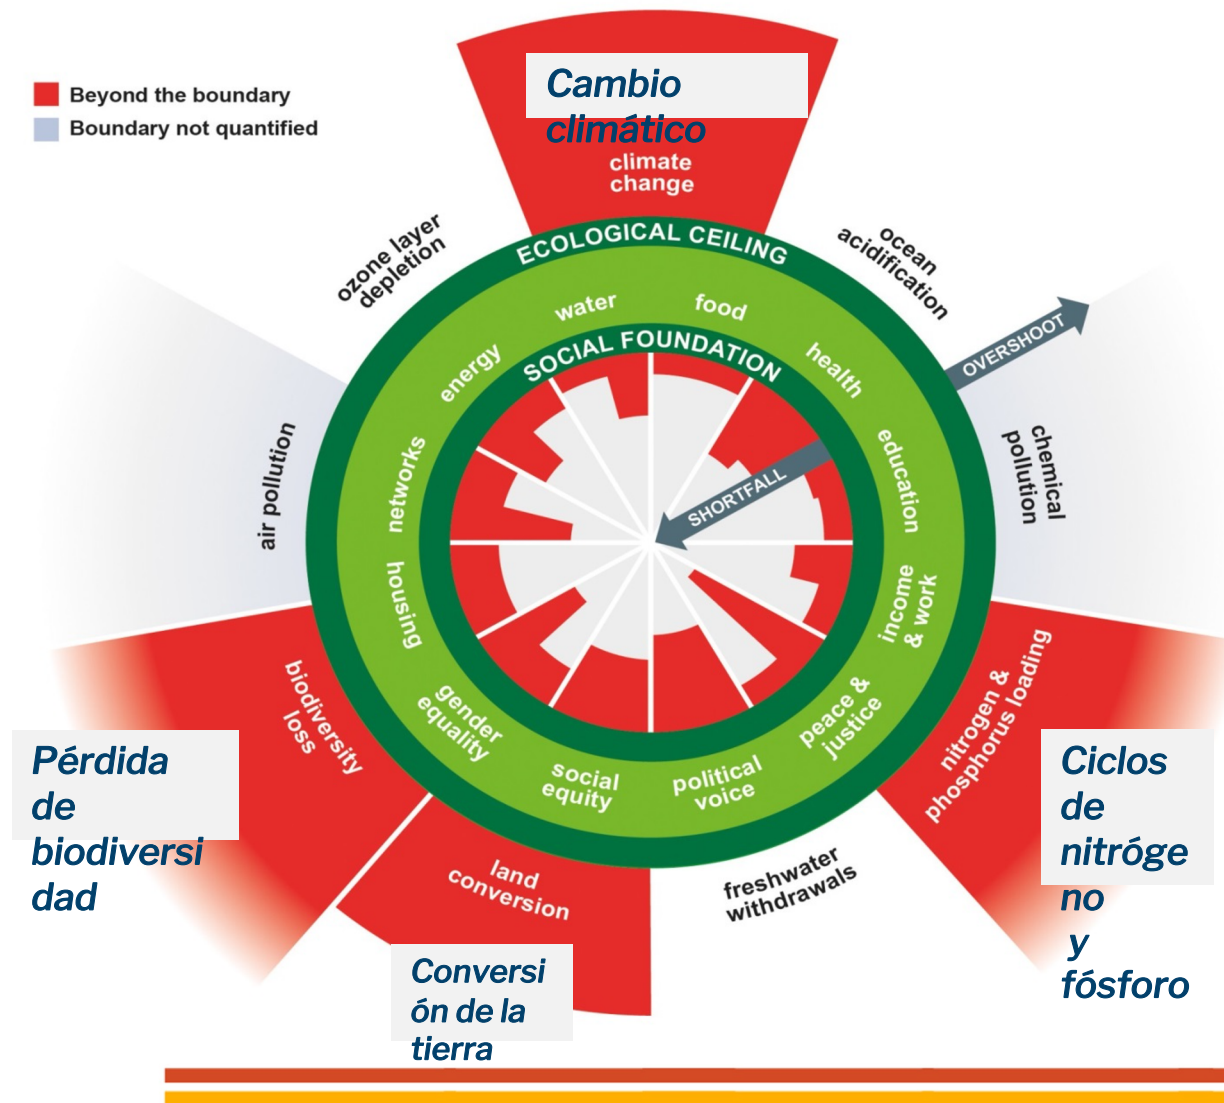 Beyond the boundary
Boundary not quantified
Cambio
climático
climate
change
ECOLOGICAL CEILING
ozone layer
depletion
ocean
acidification
OVERSHOOT
water
food
SOCIAL FOUNDATION
energy
health
SHORTFALL
networks
education
air pollution
chemical
pollution
housing
income
& work
gender
equality
peace &
justice
social
equity
political
voice
biodiversity
loss
nitrogen &
phosphorus loading
Pérdida
de
biodiversi
dad
Ciclos
de
nitróge
no
y
fósforo
land
conversion
freshwater
withdrawals
Conversi
ón de la
tierra